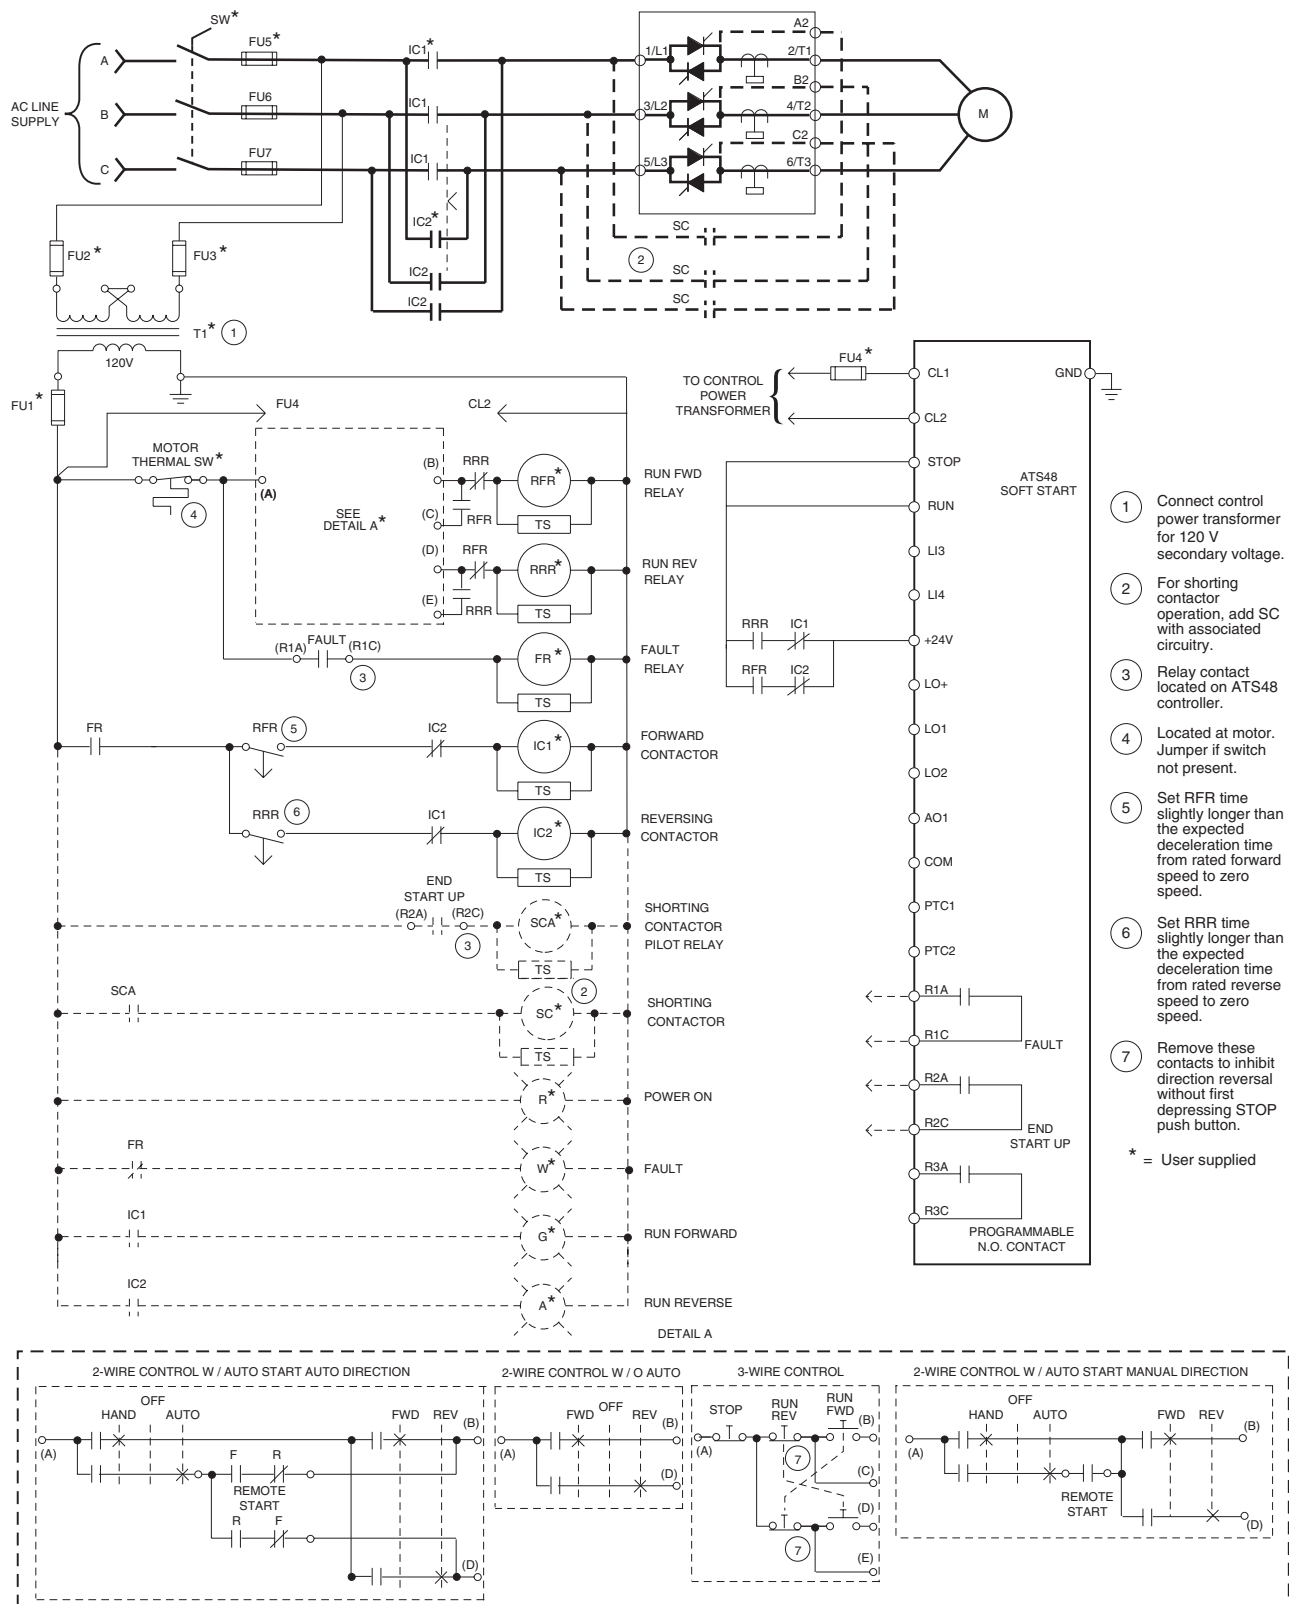 SW*
FU5*
IC1*
A2
1/L1
2/T1
A
B2
AC LINE
SUPPLY
B
FU6
IC1
3/L2
4/T2
M
C2
C
FU7
IC1
5/L3
6/T3
IC2*
SC
2
FU2*
FU3*
IC2
SC
IC2
SC
T1*
1
120V
FU1*
FU4
CL2
MOTOR
THERMAL SW*
4
(A)
SEE
DETAIL A*
(B)
RRR
RFR*
RUN FWD
RELAY
(C)
RFR
TS
(D)
RFR
RRR*
RUN REV
RELAY
(E)
RRR
TS
(R1A)
FAULT
(R1C)
3
FR*
FAULT
RELAY
TS
FR
RFR
5
IC2
IC1*
FORWARD
CONTACTOR
TS
RRR
6
IC1
IC2*
REVERSING
CONTACTOR
TS
END
START UP
(R2A)
(R2C)
3
SCA*
SHORTING
CONTACTOR
PILOT RELAY
TS
SCA
2
SC*
SHORTING
CONTACTOR
TS
R*
POWER ON
FR
W*
FAULT
IC1
G*
RUN FORWARD
IC2
A*
RUN REVERSE
TO CONTROL
POWER
TRANSFORMER
FU4*
CL1
GND
CL2
STOP
ATS48
SOFT START
RUN
LI3
LI4
RRR
IC1
+24V
RFR
IC2
LO+
LO1
LO2
AO1
COM
PTC1
PTC2
R1A
R1C
FAULT
R2A
R2C
END
START UP
R3A
R3C
PROGRAMMABLE
N.O. CONTACT
1
Connect control
power transformer
for 120 V
secondary voltage.
2
For shorting
contactor
operation, add SC
with associated
circuitry.
3
Relay contact
located on ATS48
controller.
4
Located at motor.
Jumper if switch
not present.
5
Set RFR time
slightly longer than
the expected
deceleration time
from rated forward
speed to zero
speed.
6
Set RRR time
slightly longer than
the expected
deceleration time
from rated reverse
speed to zero
speed.
7
Remove these
contacts to inhibit
direction reversal
without first
depressing STOP
push button.
* = User supplied
DETAIL A
2-WIRE CONTROL W / AUTO START AUTO DIRECTION
OFF
HAND
AUTO
FWD
REV
(B)
(A)
F
R
REMOTE
START
R
F
(D)
2-WIRE CONTROL W / O AUTO
OFF
FWD
REV
(B)
(A)
(D)
3-WIRE CONTROL
STOP
RUN
REV
RUN
FWD
(B)
(A)
7
(C)
(D)
7
(E)
2-WIRE CONTROL W / AUTO START MANUAL DIRECTION
OFF
HAND
AUTO
FWD
REV
(B)
(A)
REMOTE
START
(D)